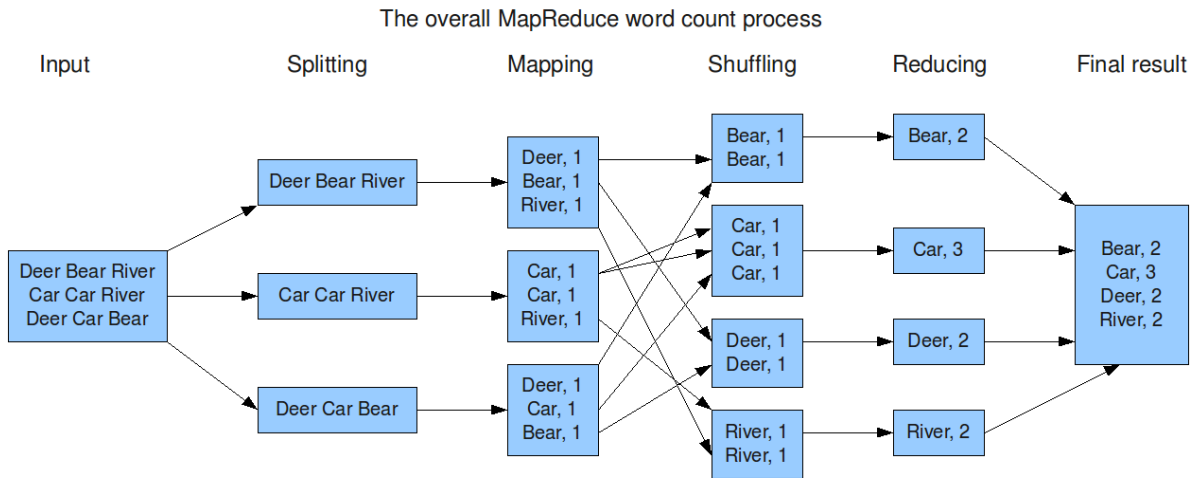 The overall MapReduce word count process
Input
Splitting
Mapping
Shuffling
Reducing
Final result
Deer Bear River
Car Car River
Deer Car Bear
Deer Bear River
Car Car River
Deer Car Bear
Deer, 1
Bear, 1
River, 1
Car, 1
Car, 1
River, 1
Deer, 1
Car, 1
Bear, 1
Bear, 1
Bear, 1
Car, 1
Car, 1
Car, 1
Deer, 1
Deer, 1
River, 1
River, 1
Bear, 2
Car, 3
Deer, 2
River, 2
Bear, 2
Car, 3
Deer, 2
River, 2